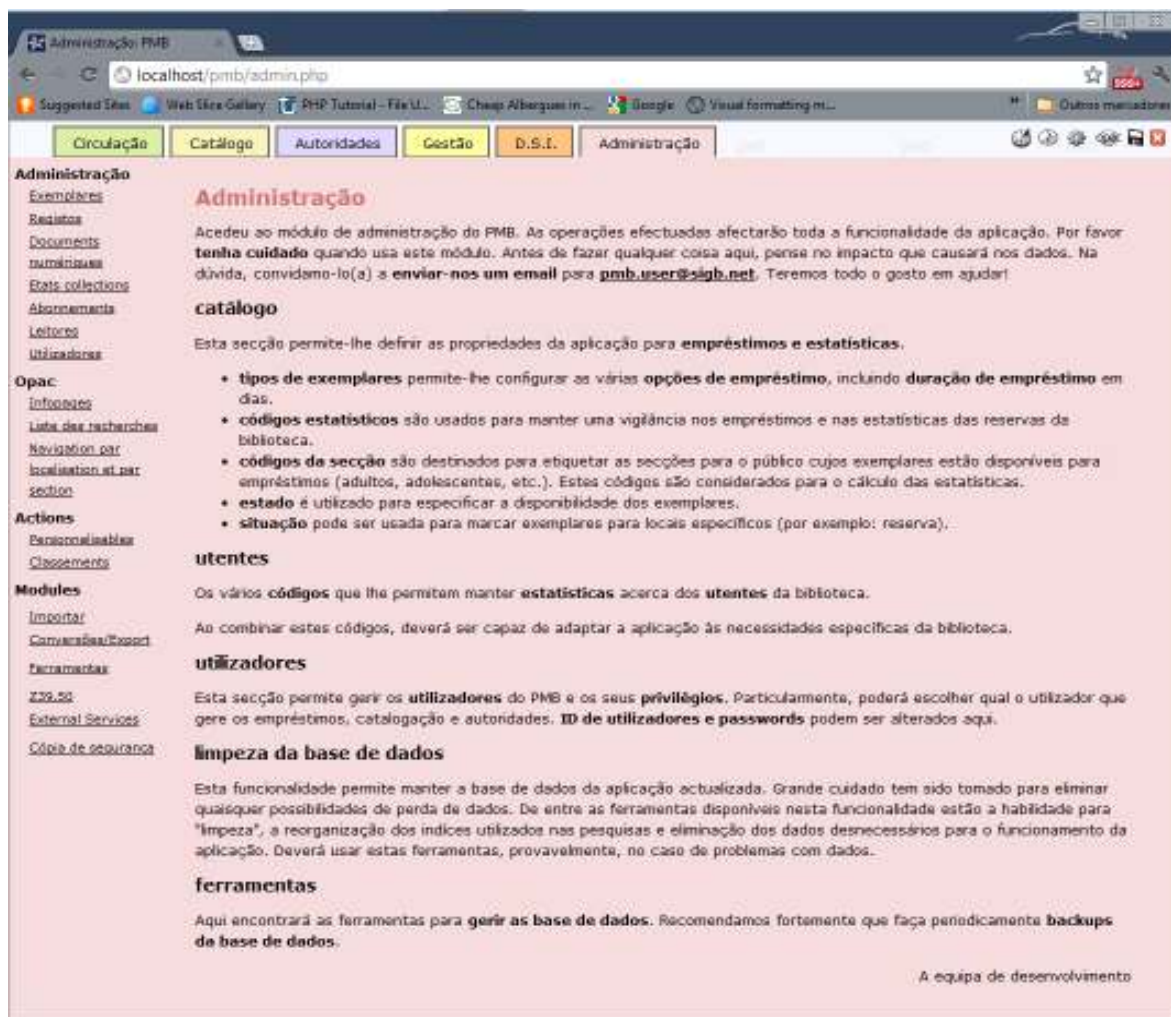 Administração: PMB
localhost/pmb/admin.php
999+
Suggested Sites Web Slice Gallery PHP Tutorial - File U... Cheap Albergues in ... Google Visual formatting m... » Outros marcadores
Circulação Catálogo Autoridades Gestão D.S.I. Administração
Administração
Exemplares
Registos
Documents
numériques
Etats collections
Abonnements
Leitores
Utilizadores
Opac
Infopages
Liste des recherches
Navigation par
localisation et par
section
Actions
Personnalisables
Classements
Modules
Importar
Conversões/Export
Ferramentas
Z39.50
External Services
Cópia de segurança
Administração
Acedeu ao módulo de administração do PMB. As operações efectuadas afectarão toda a funcionalidade da aplicação. Por favor
tenha cuidado quando usa este módulo. Antes de fazer qualquer coisa aqui, pense no impacto que causará nos dados. Na
dúvida, convidamo-lo(a) a enviar-nos um email para pmb.user@sigb.net. Teremos todo o gosto em ajudar!
catálogo
Esta secção permite-lhe definir as propriedades da aplicação para empréstimos e estatísticas.
• tipos de exemplares permite-lhe configurar as várias opções de empréstimo, incluindo duração de empréstimo em
dias.
• códigos estatísticos são usados para manter uma vigilância nos empréstimos e nas estatísticas das reservas da
biblioteca.
• códigos da secção são destinados para etiquetar as secções para o público cujos exemplares estão disponíveis para
empréstimos (adultos, adolescentes, etc.). Estes códigos são considerados para o cálculo das estatísticas.
• estado é utilizado para especificar a disponibilidade dos exemplares.
• situação pode ser usada para marcar exemplares para locais específicos (por exemplo: reserva).
utentes
Os vários códigos que lhe permitem manter estatísticas acerca dos utentes da biblioteca.
Ao combinar estes códigos, deverá ser capaz de adaptar a aplicação às necessidades específicas da biblioteca.
utilizadores
Esta secção permite gerir os utilizadores do PMB e os seus privilégios. Particularmente, poderá escolher qual o utilizador que
gere os empréstimos, catalogação e autoridades. ID de utilizadores e passwords podem ser alterados aqui.
limpeza da base de dados
Esta funcionalidade permite manter a base de dados da aplicação actualizada. Grande cuidado tem sido tomado para eliminar
quaisquer possibilidades de perda de dados. De entre as ferramentas disponíveis nesta funcionalidade estão a habilidade para
"limpeza", a reorganização dos indíces utilizados nas pesquisas e eliminação dos dados desnecessários para o funcionamento da
aplicação. Deverá usar estas ferramentas, provavelmente, no caso de problemas com dados.
ferramentas
Aqui encontrará as ferramentas para gerir as base de dados. Recomendamos fortemente que faça periodicamente backups
da base de dados.
A equipa de desenvolvimento